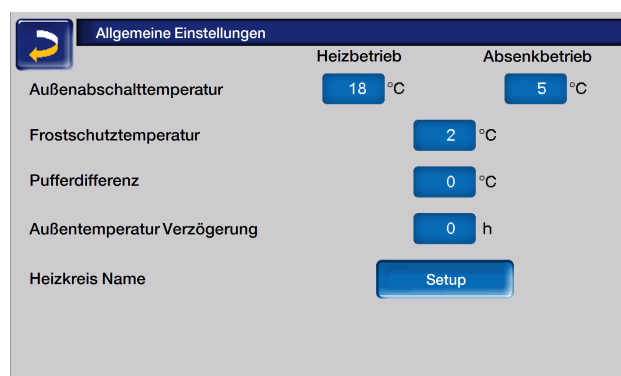 Allgemeine Einstellungen
Heizbetrieb Absenkbetrieb
Außenabschalttemperatur 18 °C 5 °C
Frostschutztemperatur 2 °C
Pufferdifferenz 0 °C
Außentemperatur Verzögerung 0 h
Heizkreis Name Setup